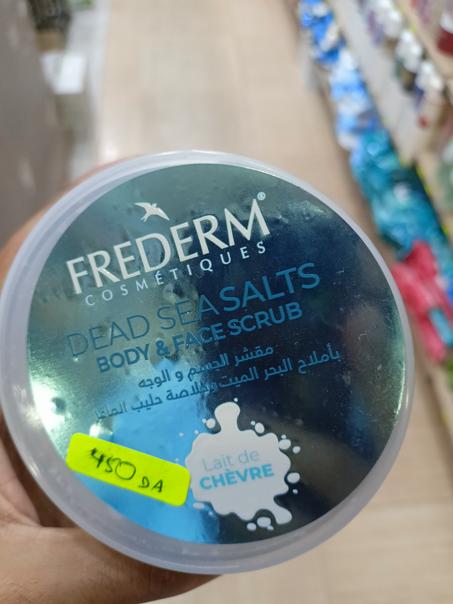 FREDERM®
COSMÉTIQUES
DEAD SEA SALTS
BODY & FACE SCRUB
مقشر الجسم و الوجه
بأملاح البحر الميت وخلاصة حليب الماعز
Lait de
CHÈVRE
450 DA